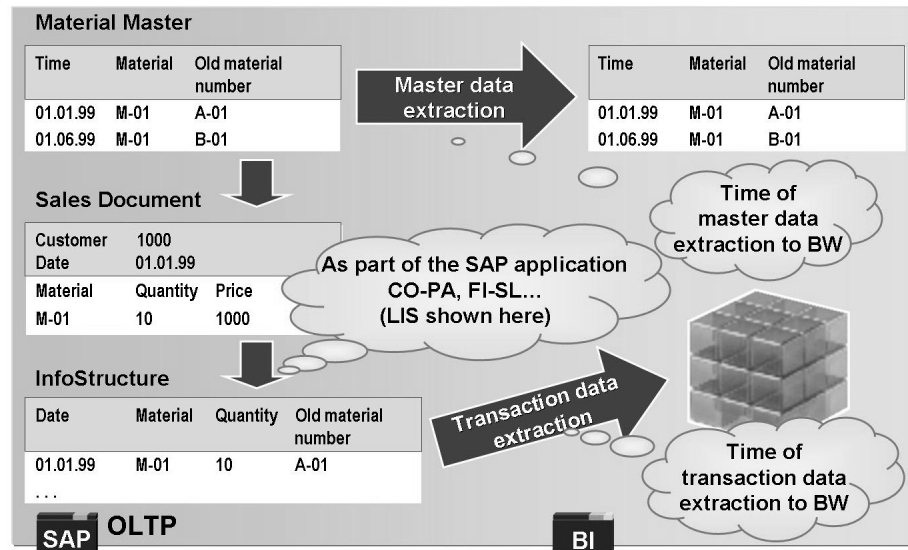 Material Master
Time Material Old material
number
01.01.99 M-01 A-01
01.06.99 M-01 B-01
Master data
extraction
Time Material Old material
number
01.01.99 M-01 A-01
01.06.99 M-01 B-01
Time of
master data
extraction to BW
Sales Document
Customer 1000
Date 01.01.99
Material Quantity Price
M-01 10 1000
As part of the SAP application
CO-PA, FI-SL...
(LIS shown here)
InfoStructure
Date Material Quantity Old material
number
01.01.99 M-01 10 A-01
. . .
Transaction data
extraction
Time of
transaction data
extraction to BW
SAP OLTP
BI